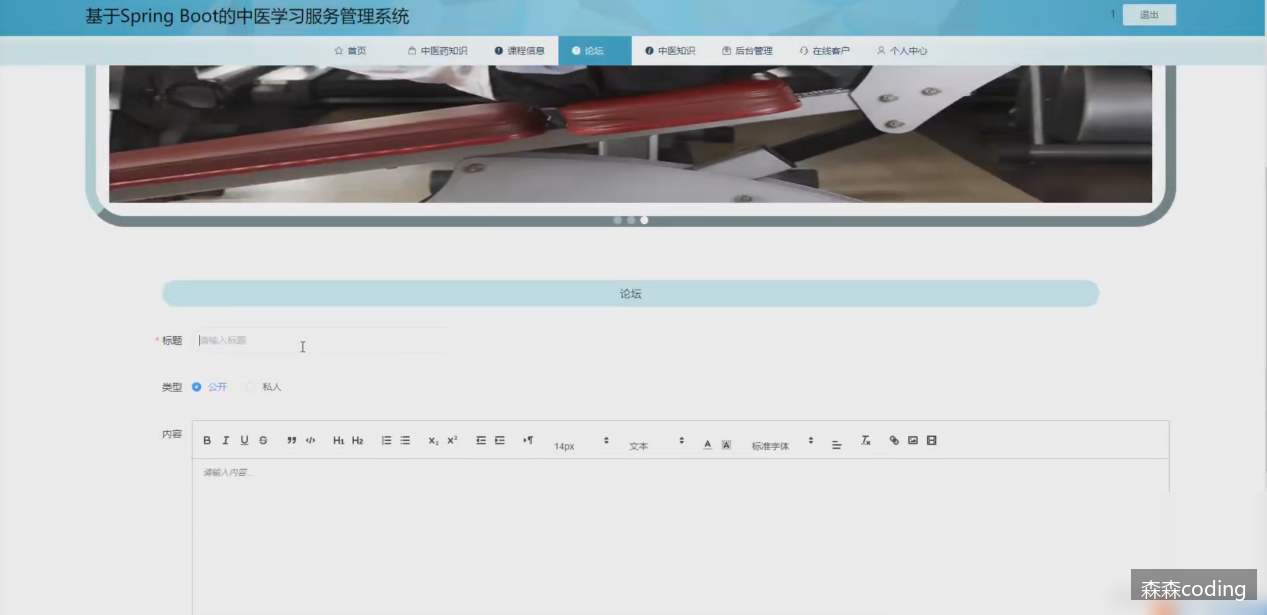 基于Spring Boot的中医学习服务管理系统
1 退出
首页 中医药知识 课程信息 论坛 中医知识 后台管理 在线客户 个人中心
论坛
* 标题 请输入标题
类型 公开 私人
内容 B I U S ” </> H1 H2 X2 X² 14px 文本 A A 标准字体 Tx
请输入内容...
森森coding